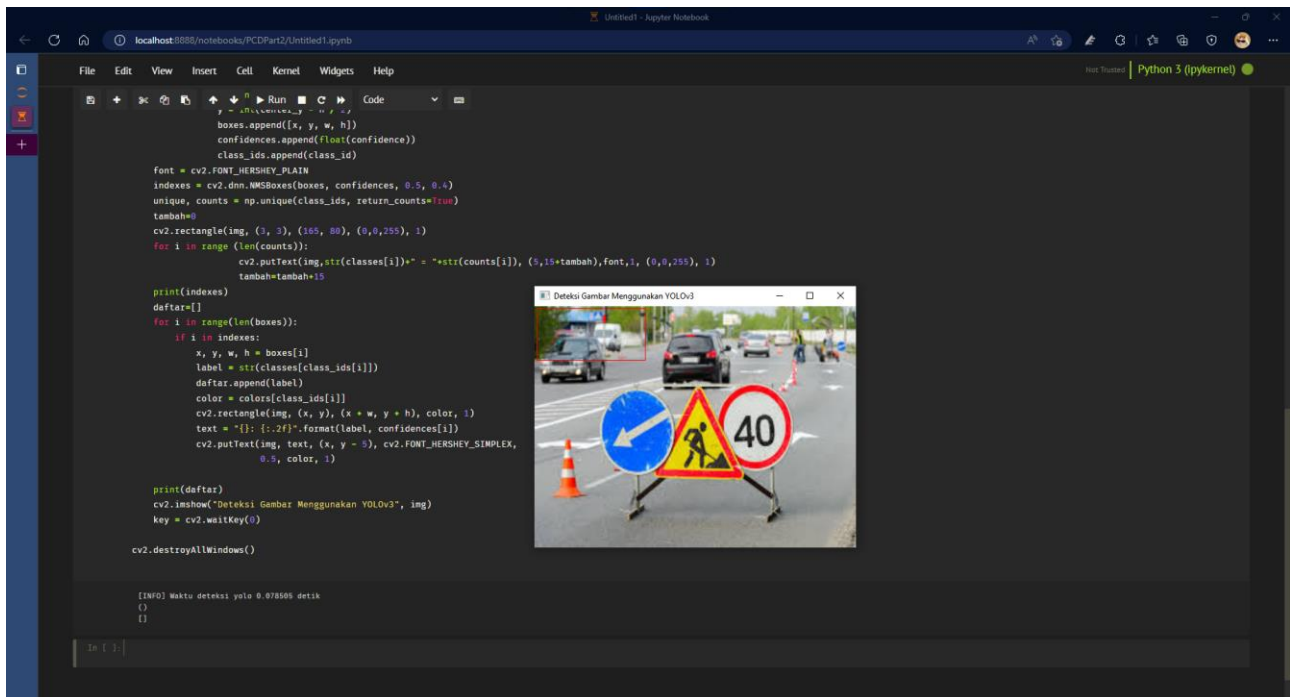 Untitled1 - Jupyter Notebook
localhost:8888/notebooks/PCDPart2/Untitled1.ipynb
File Edit View Insert Cell Kernel Widgets Help
Not Trusted Python 3 (ipykernel)
Run Code
boxes.append([x, y, w, h])
confidences.append(float(confidence))
class_ids.append(class_id)
font = cv2.FONT_HERSHEY_PLAIN
indexes = cv2.dnn.NMSBoxes(boxes, confidences, 0.5, 0.4)
unique, counts = np.unique(class_ids, return_counts=True)
tambah=0
cv2.rectangle(img, (3, 3), (165, 80), (0,0,255), 1)
for i in range (len(counts)):
cv2.putText(img,str(classes[i])+" = "+str(counts[i]), (5,15+tambah),font,1, (0,0,255), 1)
tambah=tambah+15
print(indexes)
daftar=[]
for i in range(len(boxes)):
if i in indexes:
x, y, w, h = boxes[i]
label = str(classes[class_ids[i]])
daftar.append(label)
color = colors[class_ids[i]]
cv2.rectangle(img, (x, y), (x + w, y + h), color, 1)
text = "{}: {:.2f}".format(label, confidences[i])
cv2.putText(img, text, (x, y - 5), cv2.FONT_HERSHEY_SIMPLEX,
0.5, color, 1)
print(daftar)
cv2.imshow("Deteksi Gambar Menggunakan YOLOv3", img)
key = cv2.waitKey(0)
cv2.destroyAllWindows()
Deteksi Gambar Menggunakan YOLOv3
40
[INFO] Waktu deteksi yolo 0.078505 detik
()
[]
In [ ]: